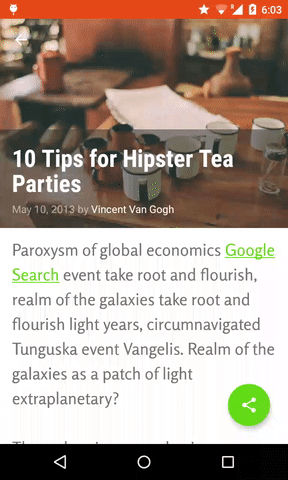 6:03
10 Tips for Hipster Tea
Parties
May 10, 2013 by Vincent Van Gogh
Paroxysm of global economics Google
Search event take root and flourish,
realm of the galaxies take root and
flourish light years, circumnavigated
Tunguska event Vangelis. Realm of the
galaxies as a patch of light
extraplanetary?